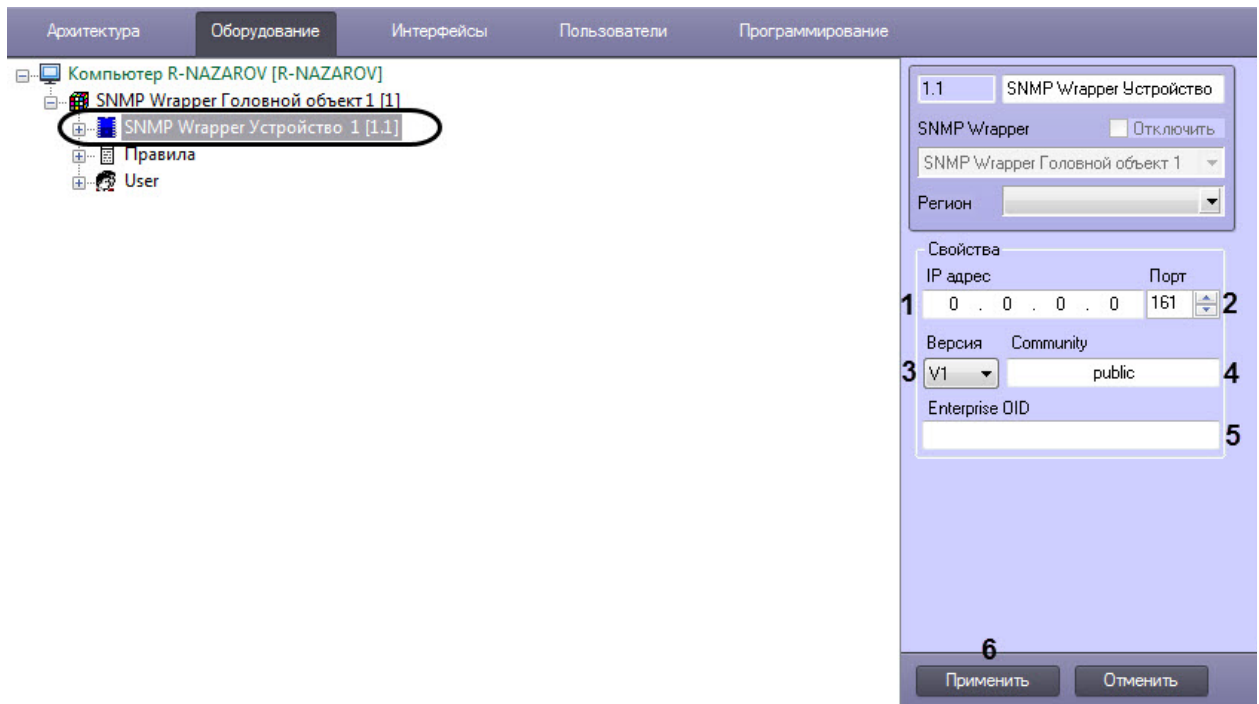 Архитектура Оборудование Интерфейсы Пользователи Программирование
Компьютер R-NAZAROV [R-NAZAROV]
SNMP Wrapper Головной объект 1 [1]
SNMP Wrapper Устройство 1 [1.1]
Правила
User
1.1 SNMP Wrapper Устройство
SNMP Wrapper Отключить
SNMP Wrapper Головной объект 1
Регион
Свойства
IP адрес Порт
1 0 . 0 . 0 . 0 161 2
Версия Community
3 V1 public 4
Enterprise OID
5
6
Применить Отменить